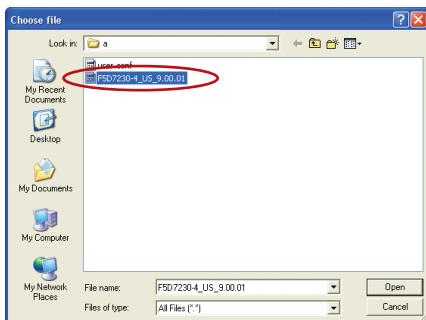 Choose file
Look in:
a
user.conf
F5D7230-4_US_9.00.01
My Recent
Documents
Desktop
My Documents
My Computer
My Network
Places
File name:
F5D7230-4_US_9.00.01
Open
Files of type:
All Files (*.*)
Cancel